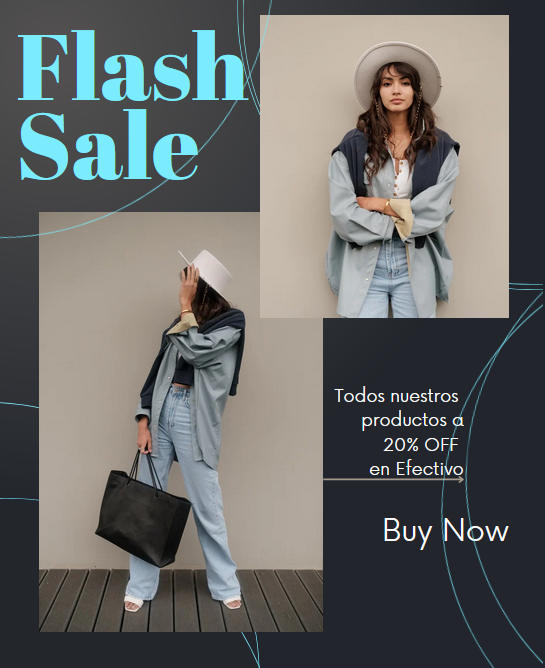 Flash
Sale
Todos nuestros
productos a
20% OFF
en Efectivo
Buy Now